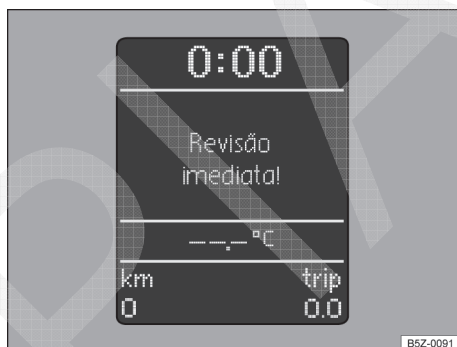 0:00
Revisão
imediata!
--.- °C
km trip
0 0.0
B5Z-0091